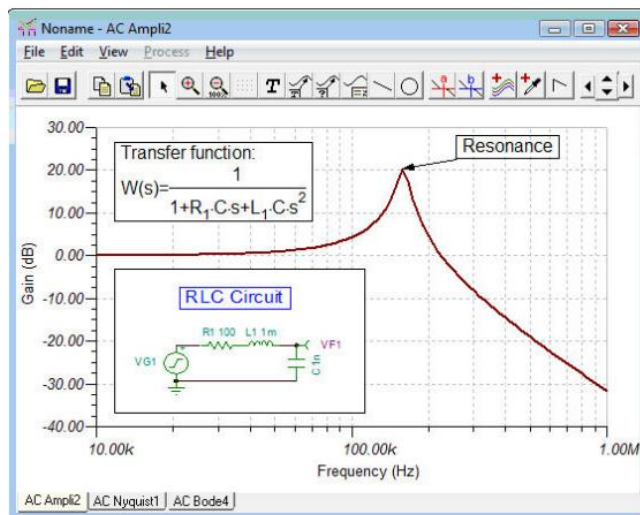 Noname - AC Ampli2
File Edit View Process Help
30.00
20.00
10.00
0.00
-10.00
-20.00
-30.00
-40.00
Gain (dB)
Transfer function:
W(s)=1/(1+R₁·C·s+L₁·C·s²)
Resonance
RLC Circuit
R1 100 L1 1m
VF1
VG1
C 1n
10.00k 100.00k 1.00M
Frequency (Hz)
AC Ampli2 AC Nyquist1 AC Bode4